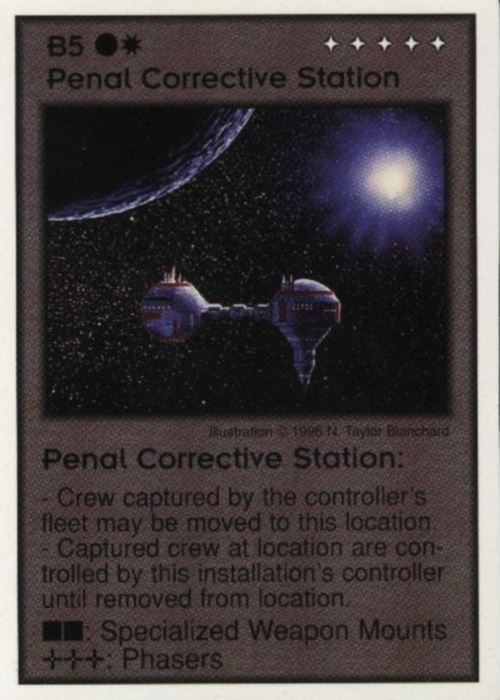 B5
Penal Corrective Station
Illustration © 1996 N. Taylor Blanchard
Penal Corrective Station:
- Crew captured by the controller's
fleet may be moved to this location.
- Captured crew at location are con-
trolled by this installation's controller
until removed from location.
■■: Specialized Weapon Mounts
✛✛✛: Phasers